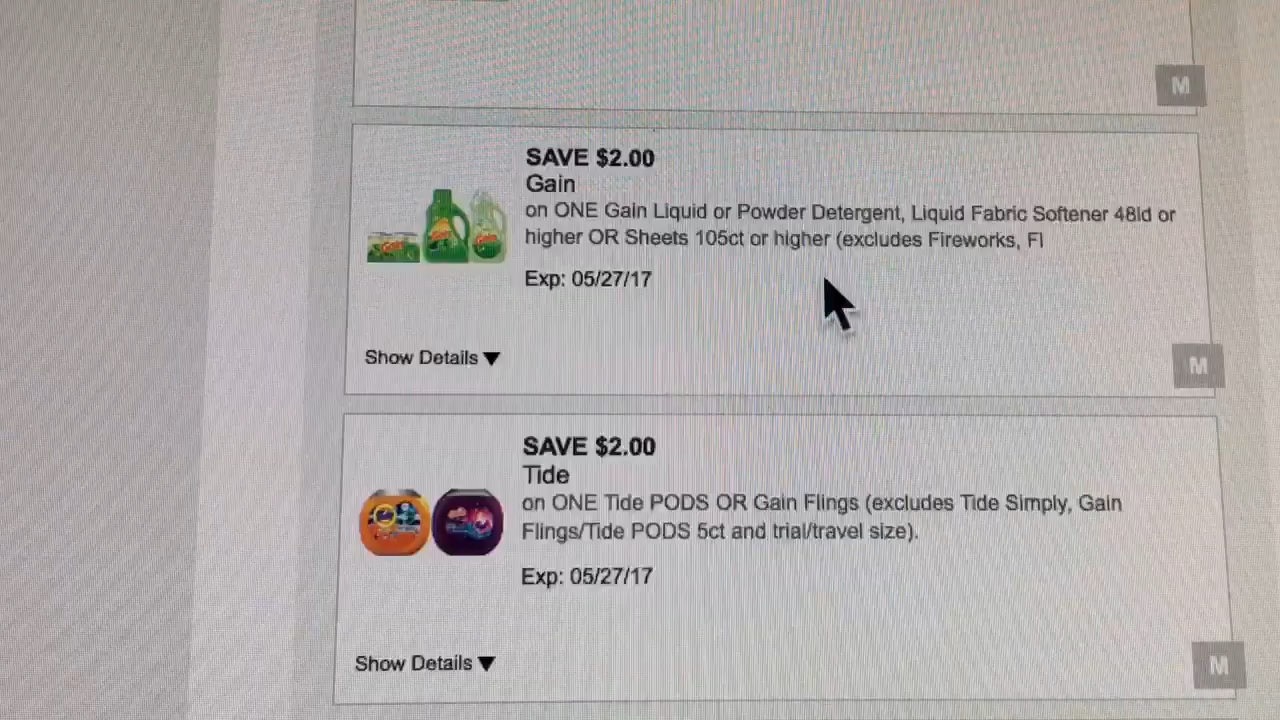 M
SAVE $2.00
Gain
on ONE Gain Liquid or Powder Detergent, Liquid Fabric Softener 48ld or
higher OR Sheets 105ct or higher (excludes Fireworks, Fl
Exp: 05/27/17
Gain
Gain
Gain
Show Details ▼
M
SAVE $2.00
Tide
on ONE Tide PODS OR Gain Flings (excludes Tide Simply, Gain
Flings/Tide PODS 5ct and trial/travel size).
Exp: 05/27/17
Show Details ▼
M